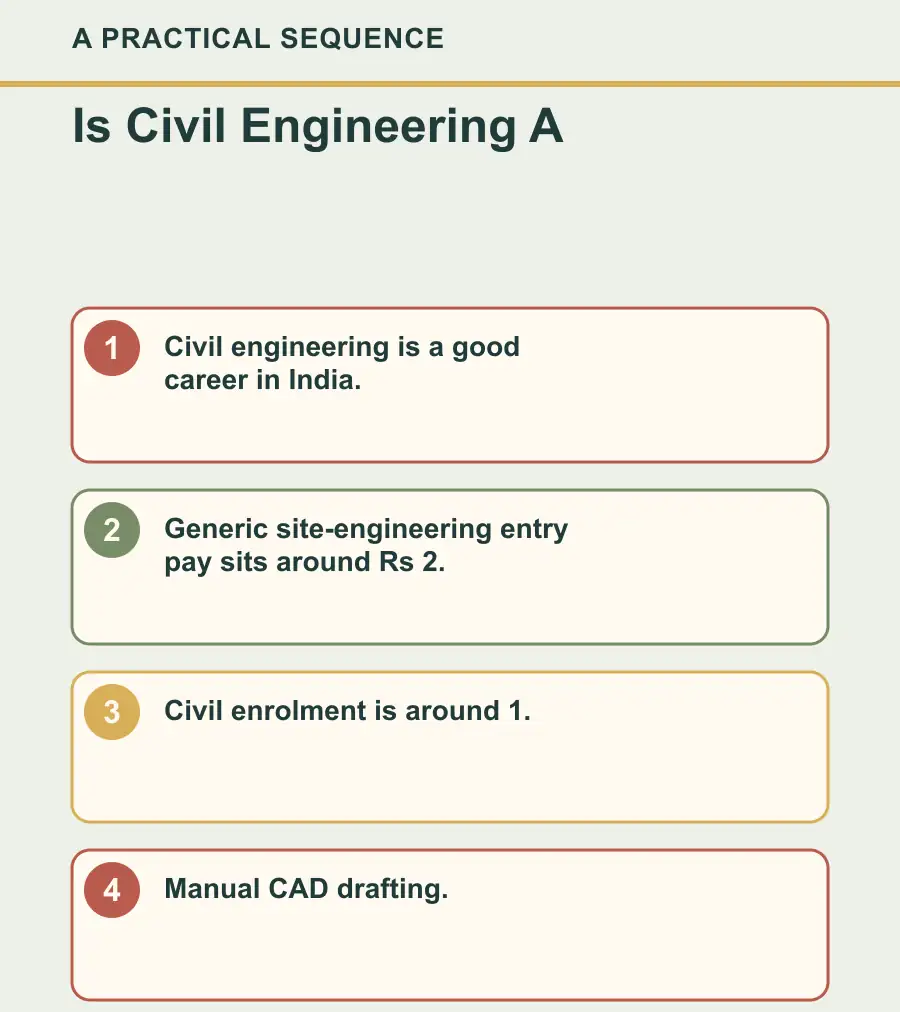 A PRACTICAL SEQUENCE
Is Civil Engineering A
1
Civil engineering is a good
career in India.
2
Generic site-engineering entry
pay sits around Rs 2.
3
Civil enrolment is around 1.
4
Manual CAD drafting.